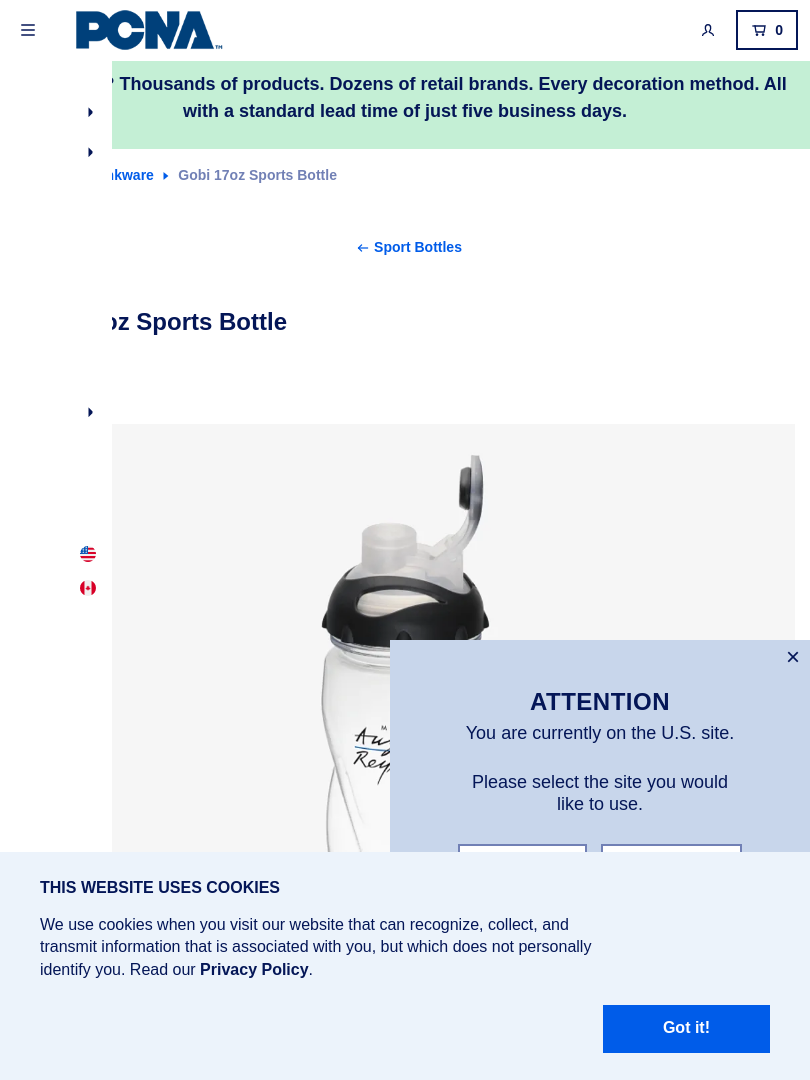 PCNA
0
? Thousands of products. Dozens of retail brands. Every decoration method. All
with a standard lead time of just five business days.
Gobi 17oz Sports Bottle
← Sport Bottles
oz Sports Bottle
×
ATTENTION
You are currently on the U.S. site.
Please select the site you would
like to use.
THIS WEBSITE USES COOKIES
We use cookies when you visit our website that can recognize, collect, and
transmit information that is associated with you, but which does not personally
identify you. Read our Privacy Policy.
Got it!